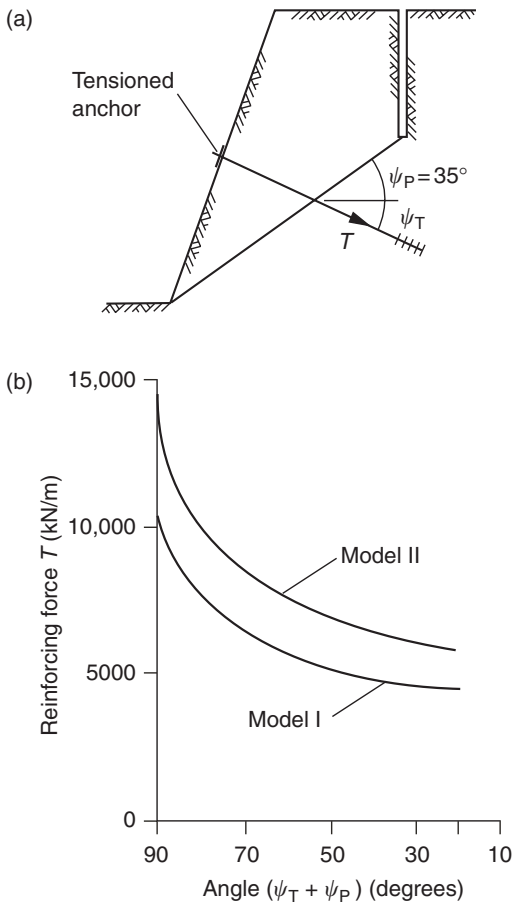 (a)
Tensioned
anchor
ψP = 35°
ψT
T
(b)
Reinforcing force T (kN/m)
15,000
10,000
5000
0
Model II
Model I
90 70 50 30 10
Angle (ψT + ψP) (degrees)